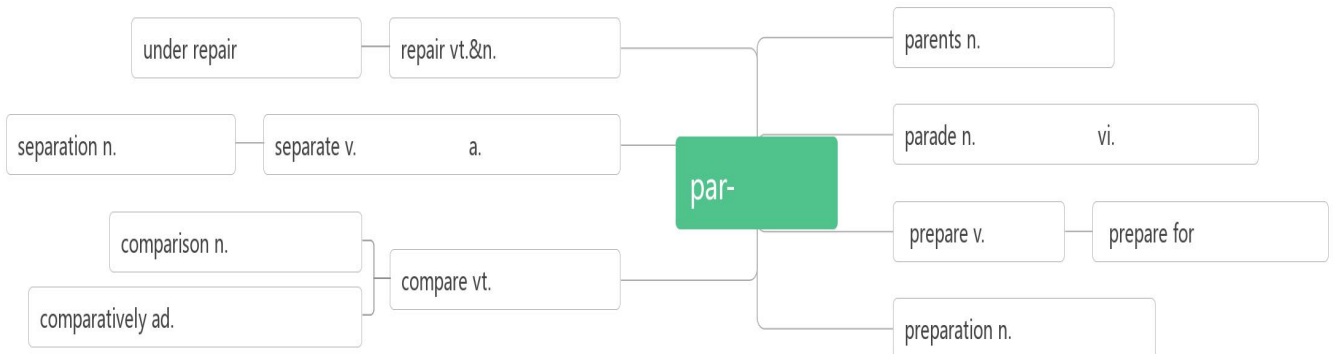 par-
parents n.
parade n. vi.
prepare v.
prepare for
preparation n.
repair vt.&n.
under repair
separate v. a.
separation n.
compare vt.
comparison n.
comparatively ad.